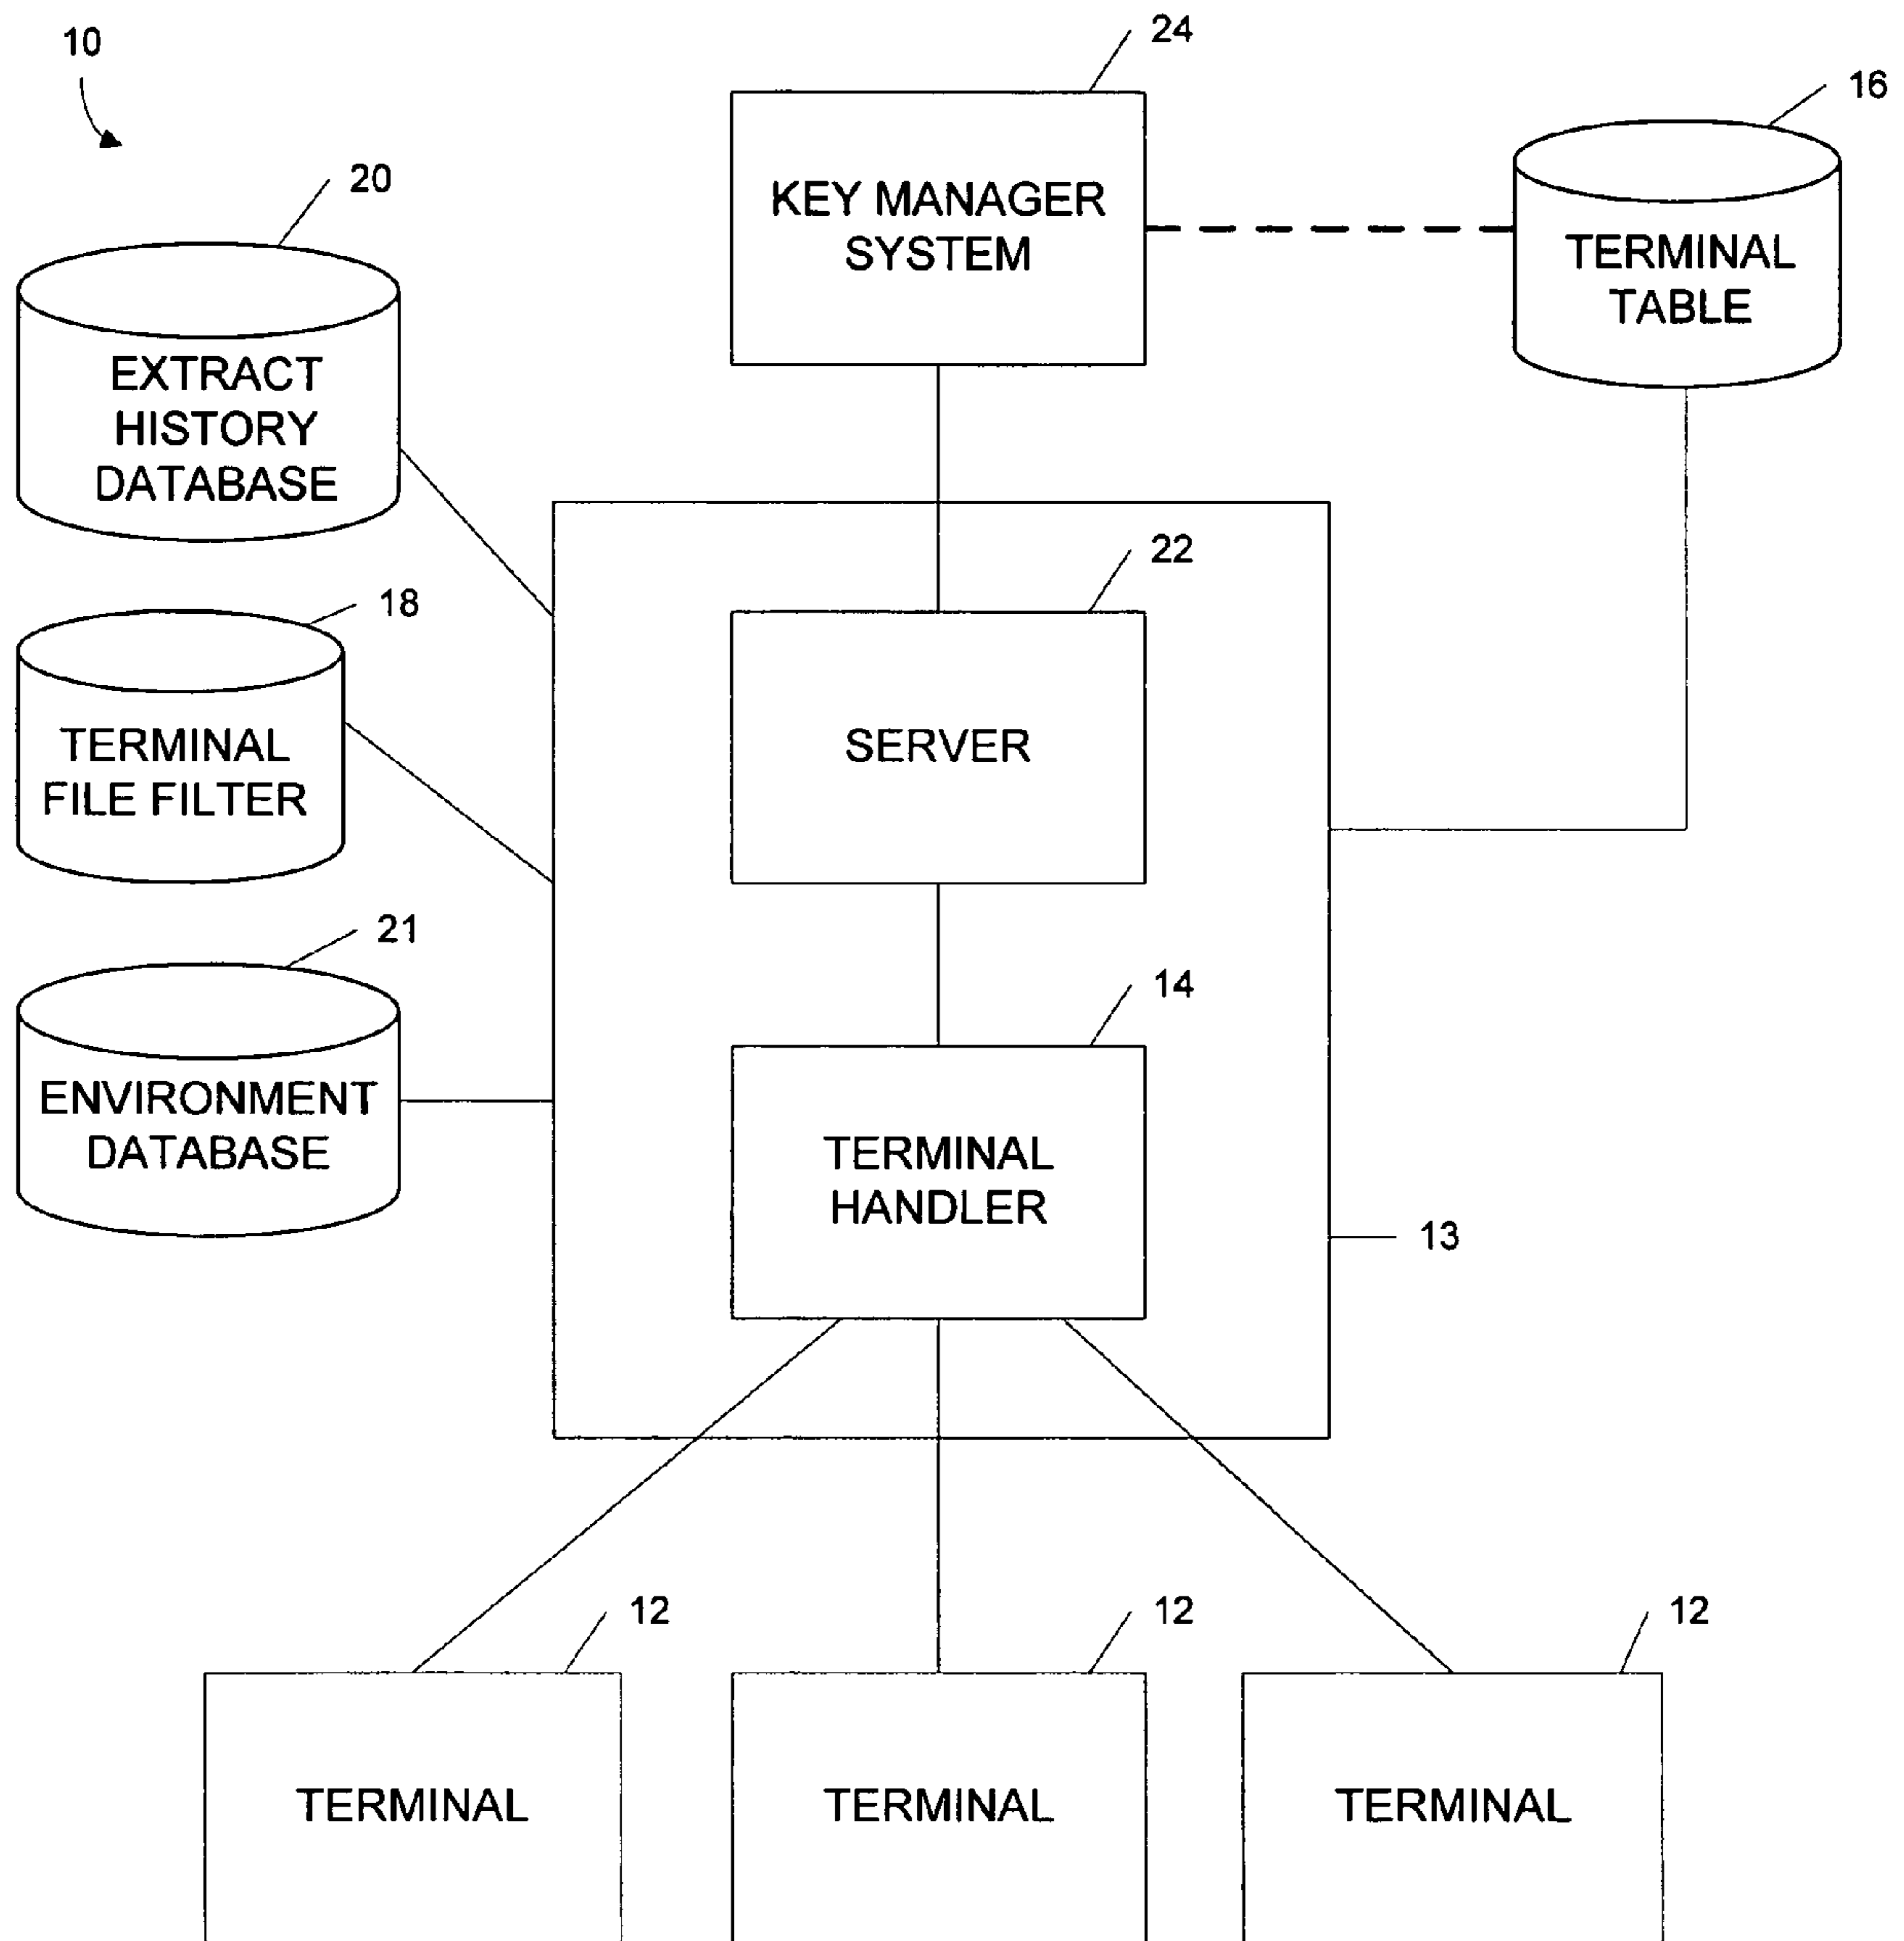 10
24
16
20
KEY MANAGER
SYSTEM
TERMINAL
TABLE
EXTRACT
HISTORY
DATABASE
22
18
SERVER
TERMINAL
FILE FILTER
21
14
ENVIRONMENT
DATABASE
TERMINAL
HANDLER
13
12
12
12
TERMINAL
TERMINAL
TERMINAL